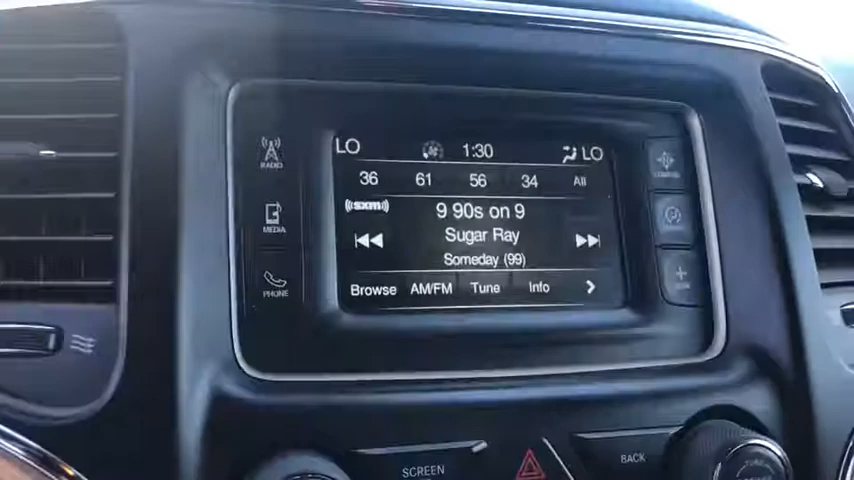 LO 1:30 LO
36 61 56 34 All
((sxm)) 9 90s on 9
Sugar Ray
Someday (99)
Browse AM/FM Tune Info
RADIO
MEDIA
PHONE
SCREEN
BACK